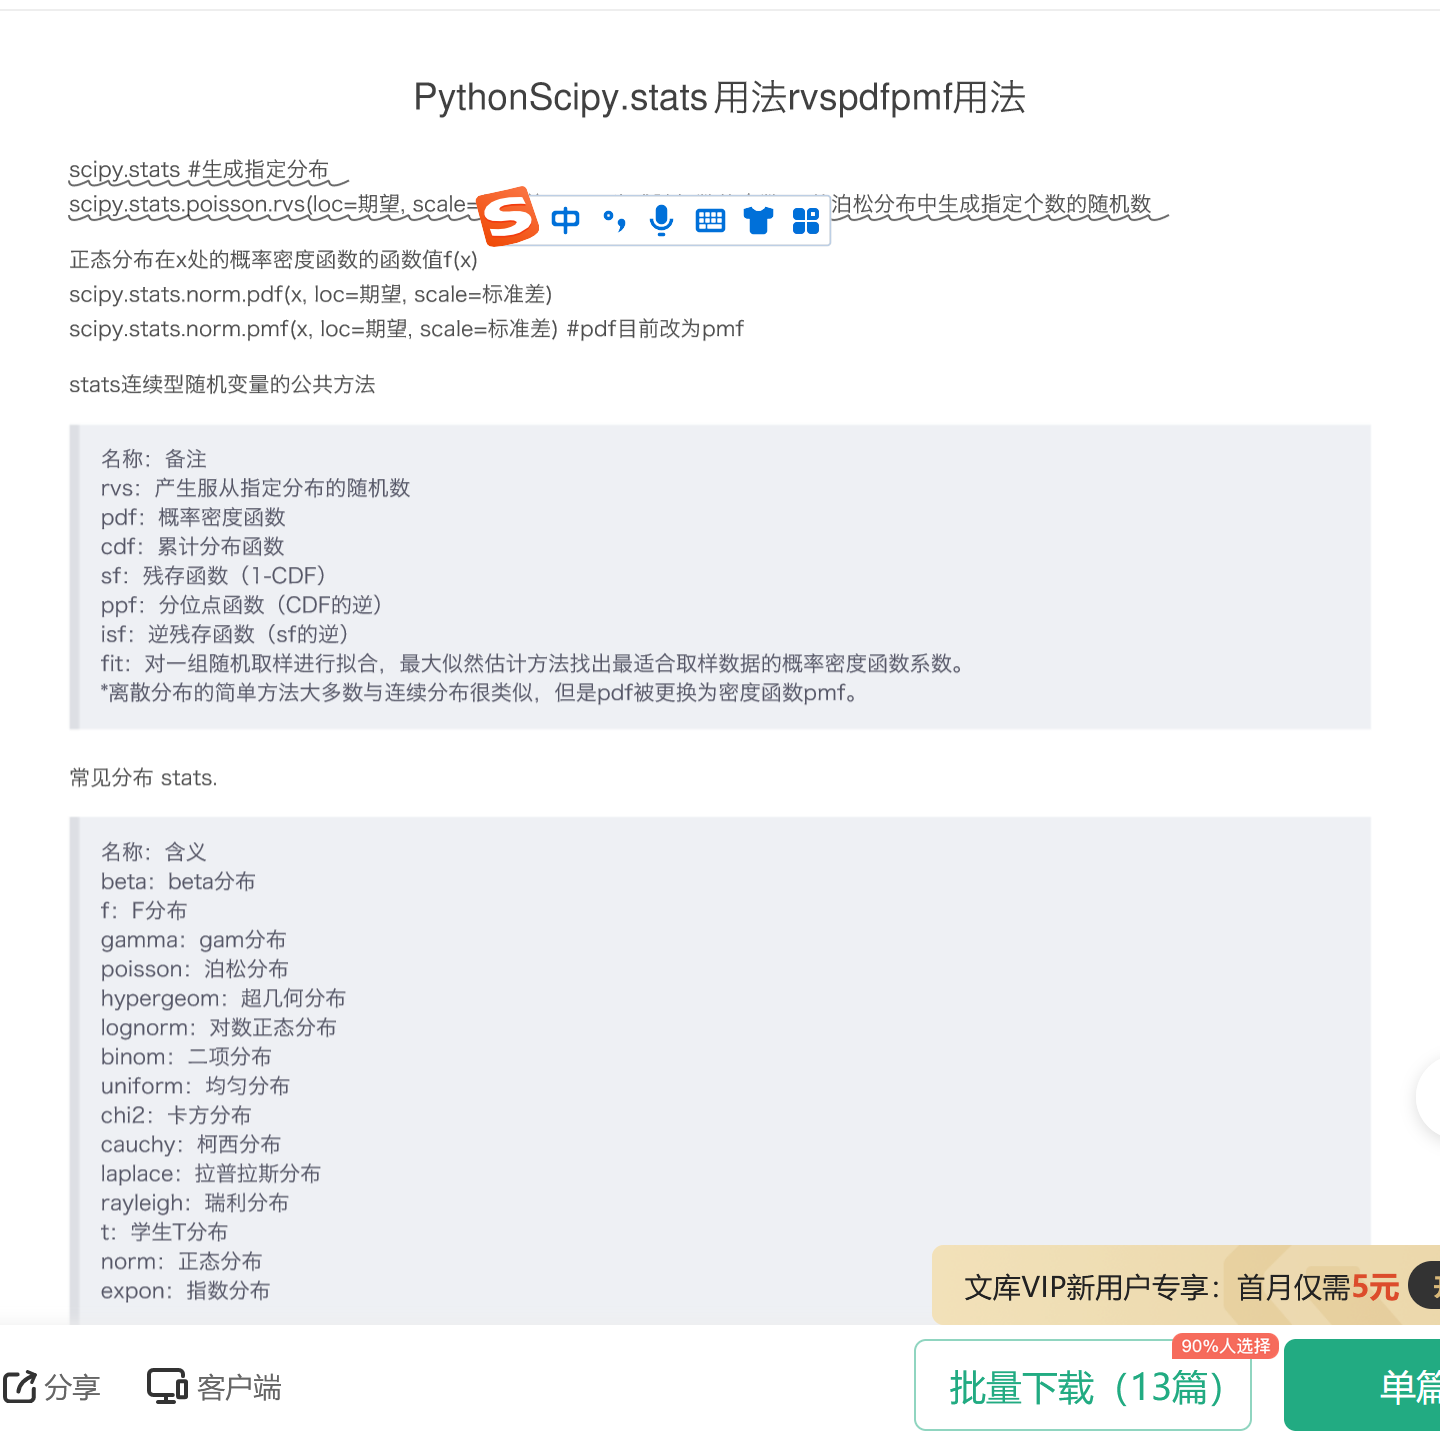 PythonScipy.stats用法rvspdfpmf用法
scipy.stats #生成指定分布
scipy.stats.poisson.rvs(loc=期望, scale=
中
泊松分布中生成指定个数的随机数
正态分布在x处的概率密度函数的函数值f(x)
scipy.stats.norm.pdf(x, loc=期望, scale=标准差)
scipy.stats.norm.pmf(x, loc=期望, scale=标准差) #pdf目前改为pmf
stats连续型随机变量的公共方法
名称：备注
rvs：产生服从指定分布的随机数
pdf：概率密度函数
cdf：累计分布函数
sf：残存函数（1-CDF）
ppf：分位点函数（CDF的逆）
isf：逆残存函数（sf的逆）
fit：对一组随机取样进行拟合，最大似然估计方法找出最适合取样数据的概率密度函数系数。
*离散分布的简单方法大多数与连续分布很类似，但是pdf被更换为密度函数pmf。
常见分布 stats.
名称：含义
beta：beta分布
f：F分布
gamma：gam分布
poisson：泊松分布
hypergeom：超几何分布
lognorm：对数正态分布
binom：二项分布
uniform：均匀分布
chi2：卡方分布
cauchy：柯西分布
laplace：拉普拉斯分布
rayleigh：瑞利分布
t：学生T分布
norm：正态分布
expon：指数分布
文库VIP新用户专享：首月仅需5元
90%人选择
分享
客户端
批量下载（13篇）
单篇